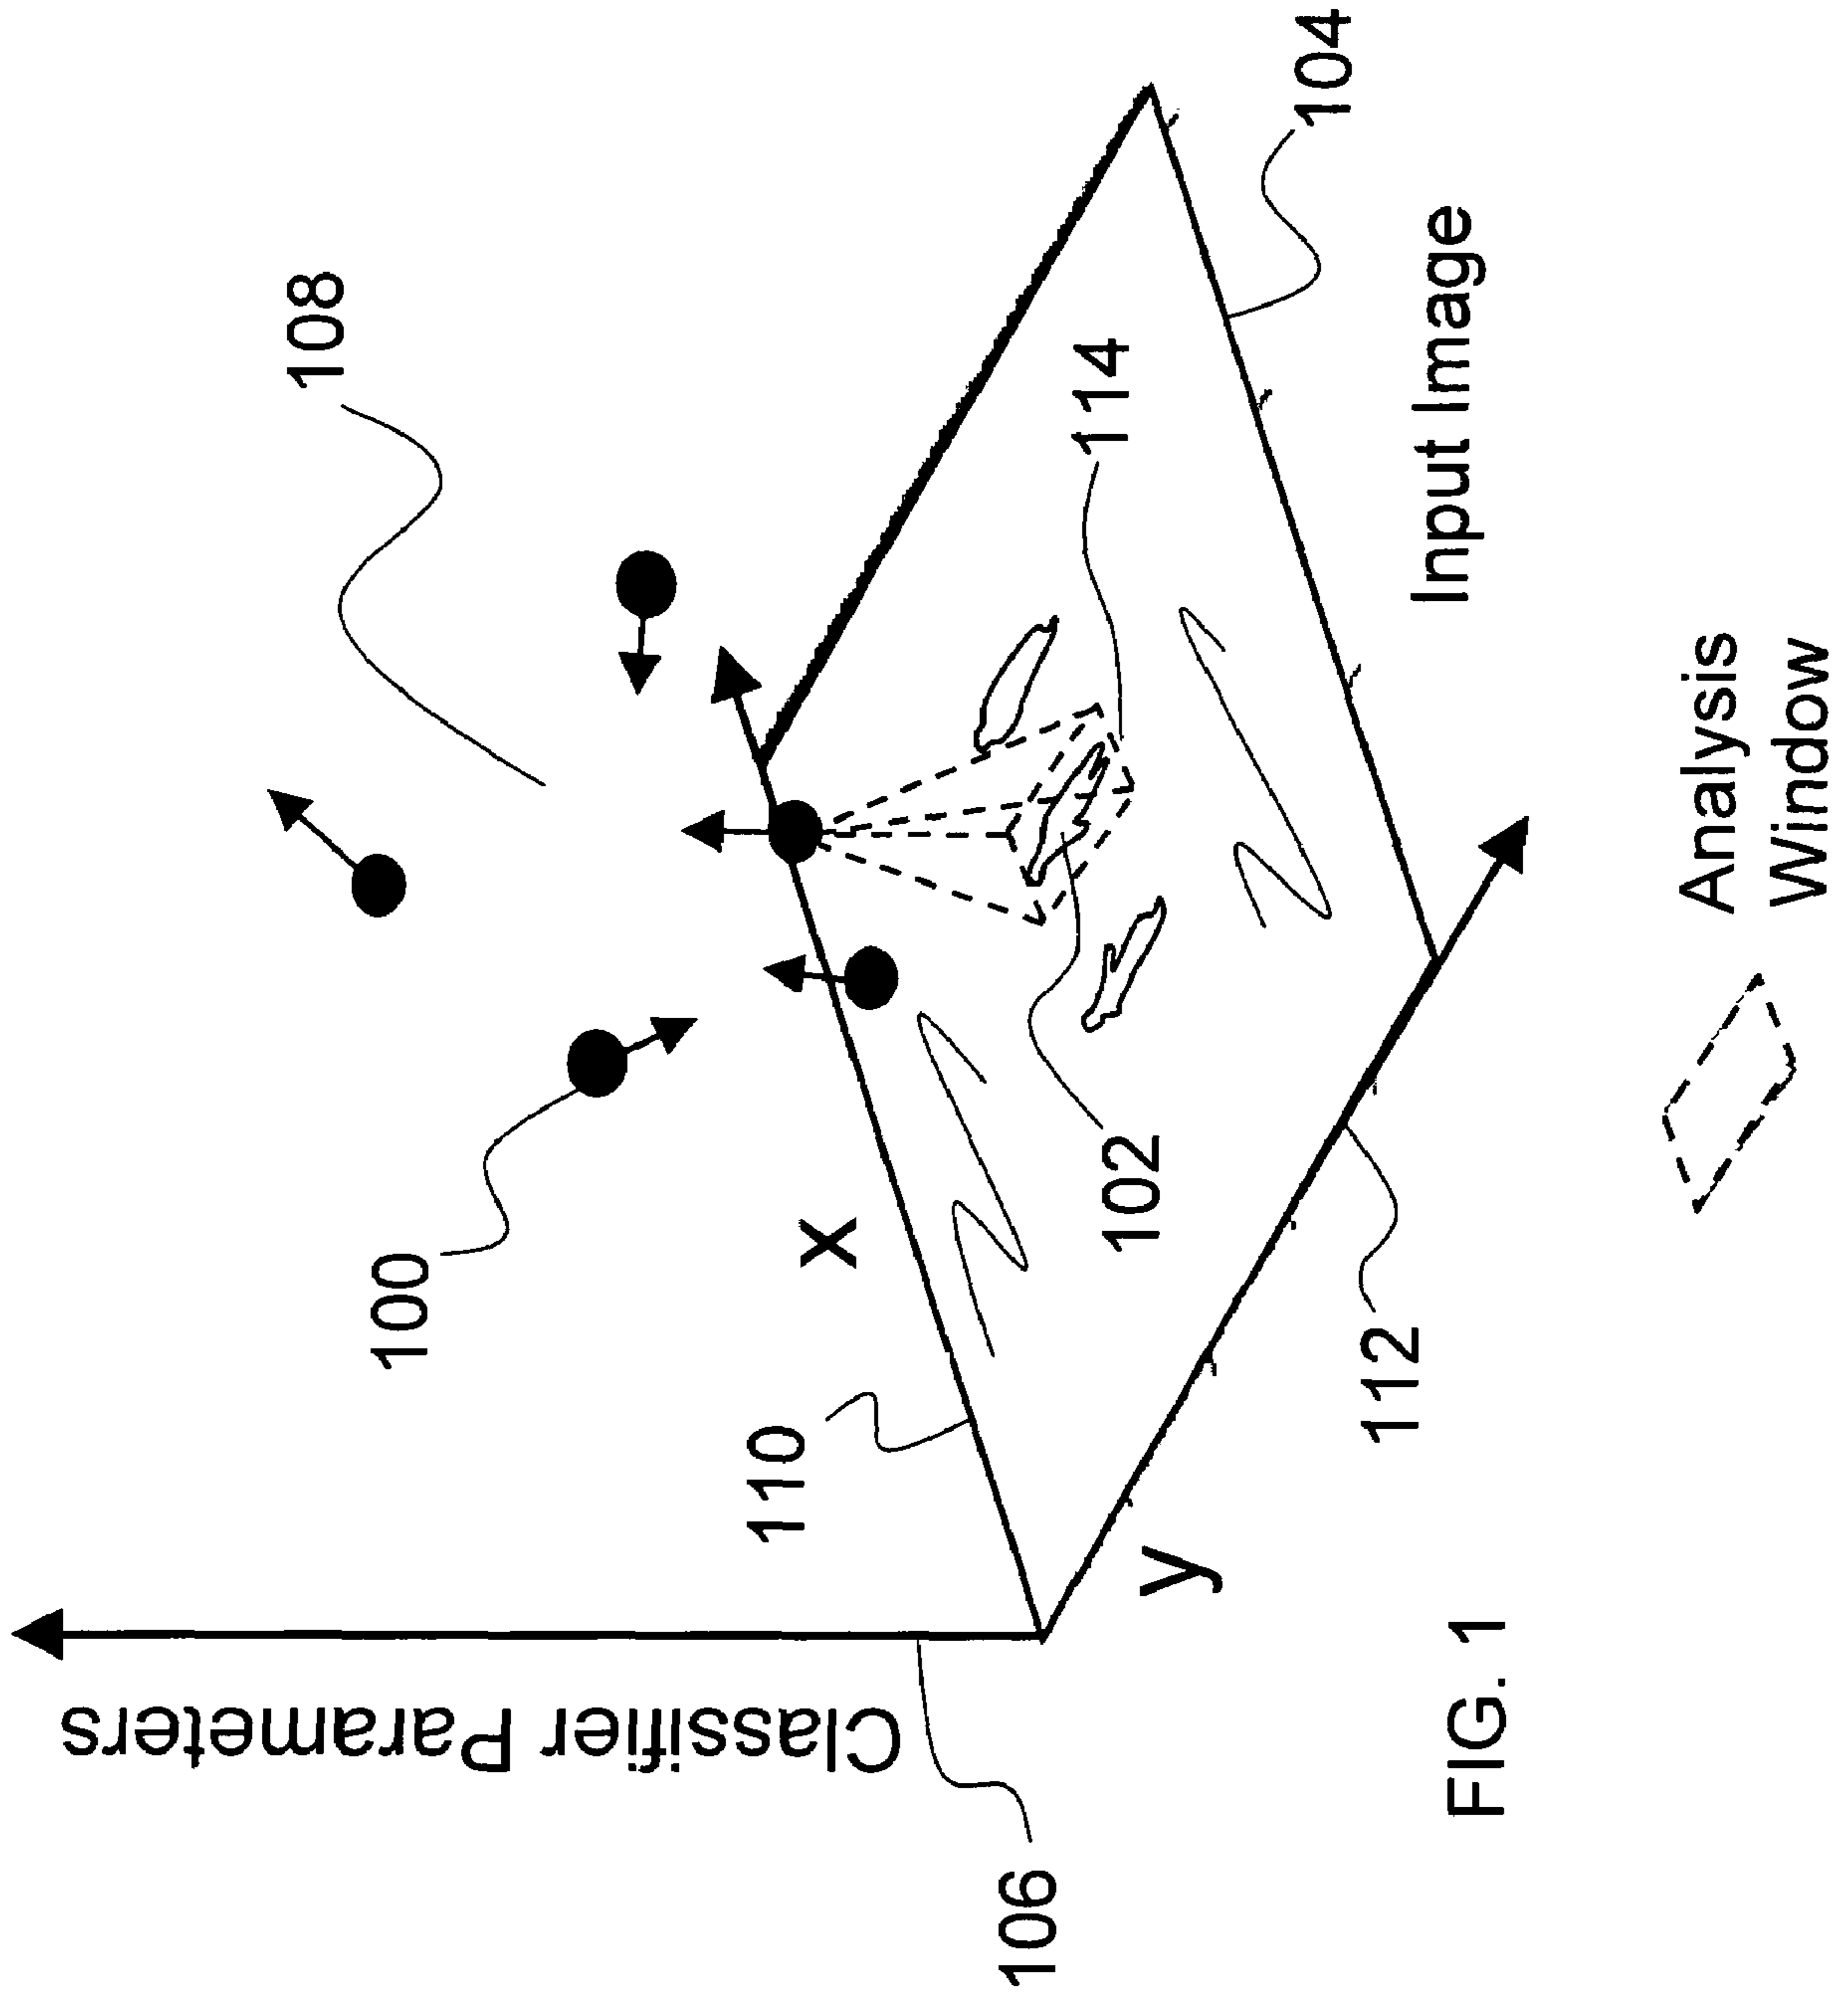 108
104
100
114
110
x
102
Classifier Parameters
Input Image
112
y
106
FIG. 1
Analysis
Window